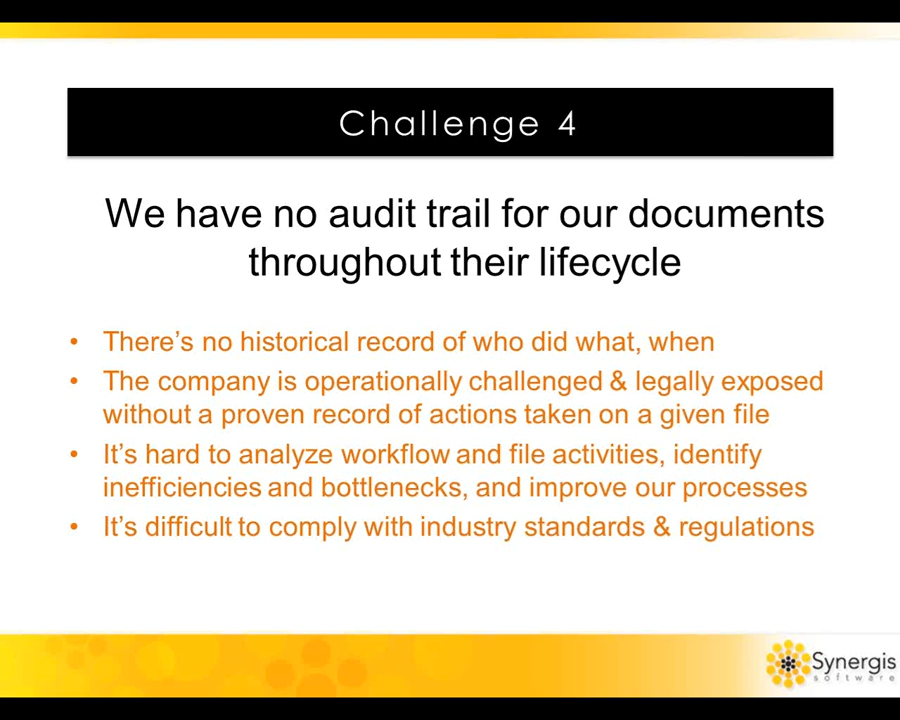 Challenge 4
We have no audit trail for our documents
throughout their lifecycle
• There’s no historical record of who did what, when
• The company is operationally challenged & legally exposed
without a proven record of actions taken on a given file
• It’s hard to analyze workflow and file activities, identify
inefficiencies and bottlenecks, and improve our processes
• It’s difficult to comply with industry standards & regulations
Synergis
software